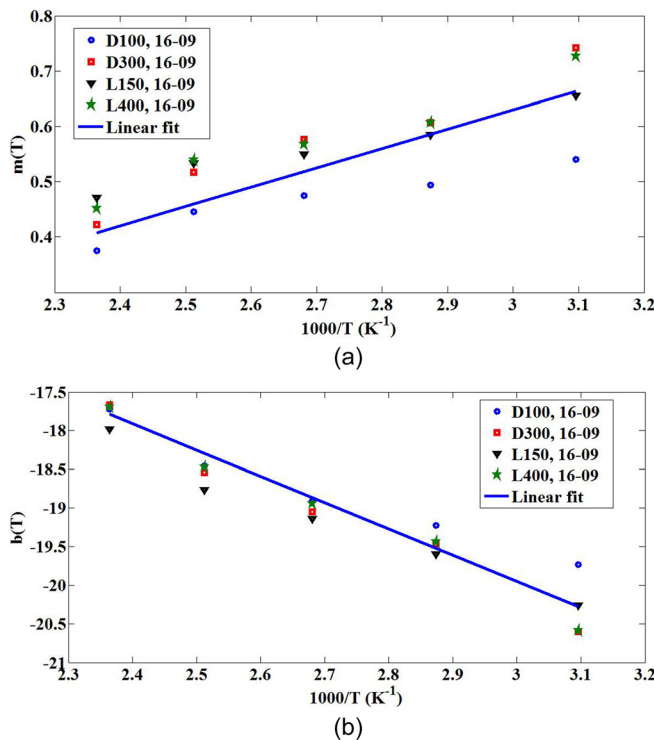 0.8
D100, 16-09
D300, 16-09
L150, 16-09
L400, 16-09
Linear fit
0.7
0.6
0.5
0.4
m(T)
2.3 2.4 2.5 2.6 2.7 2.8 2.9 3 3.1 3.2
1000/T (K⁻¹)
(a)
-17.5
-18
-18.5
-19
-19.5
-20
-20.5
-21
b(T)
D100, 16-09
D300, 16-09
L150, 16-09
L400, 16-09
Linear fit
2.3 2.4 2.5 2.6 2.7 2.8 2.9 3 3.1 3.2
1000/T (K⁻¹)
(b)